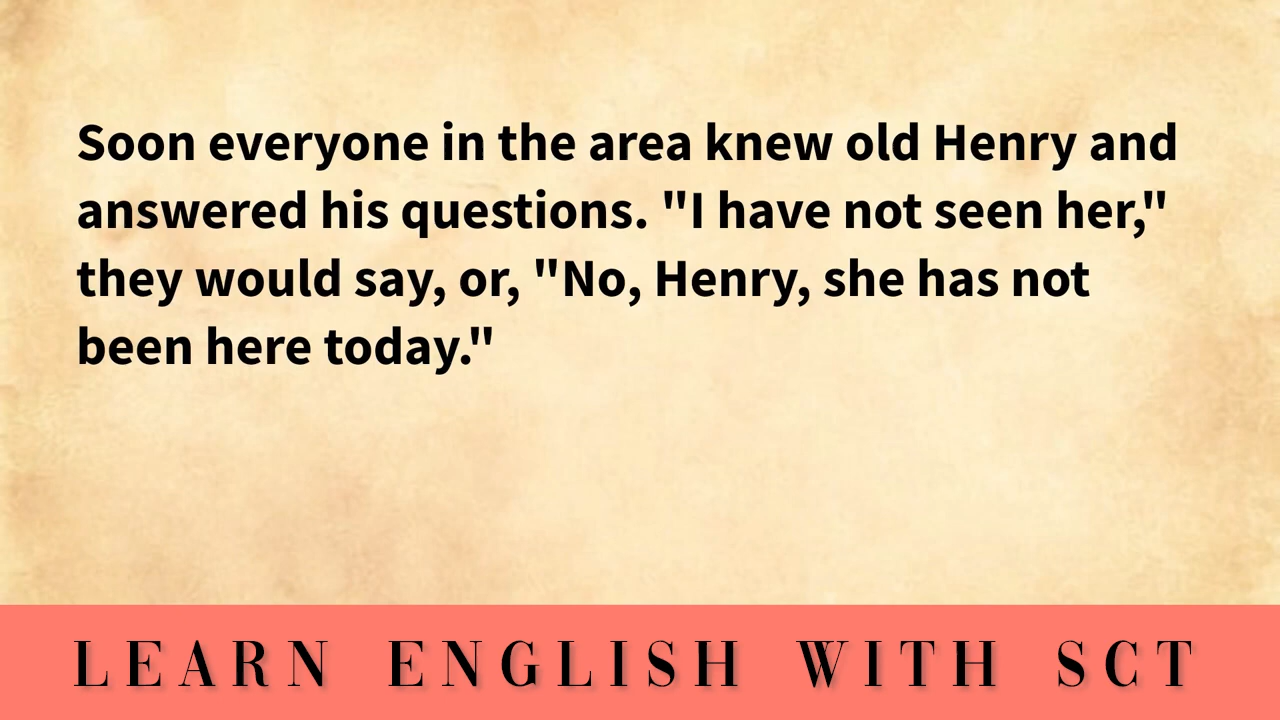 Soon everyone in the area knew old Henry and
answered his questions. "I have not seen her,"
they would say, or, "No, Henry, she has not
been here today."
LEARN ENGLISH WITH SCT